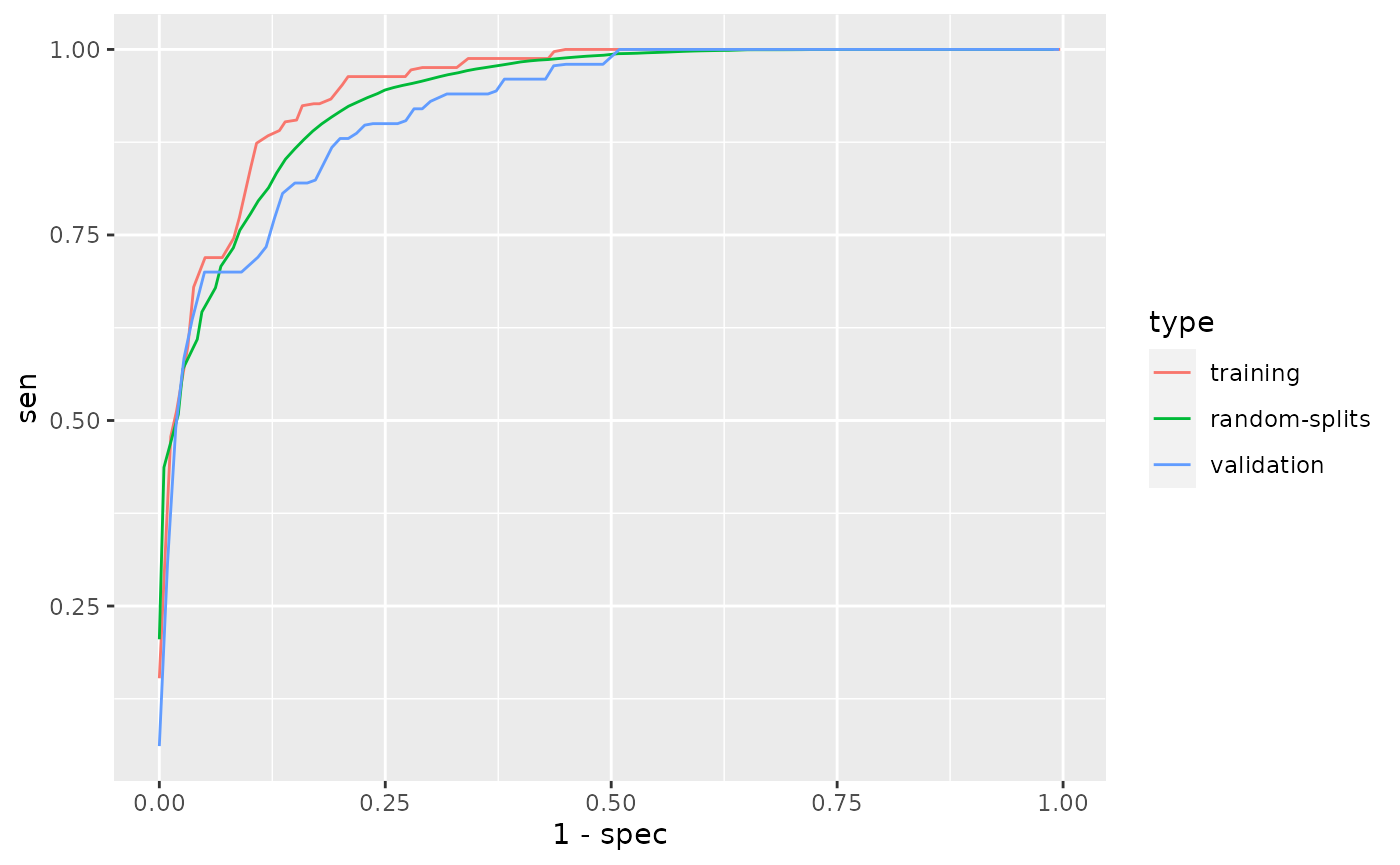 1.00
0.75
0.50
0.25
sen
0.00 0.25 0.50 0.75 1.00
1 - spec
type
training
random-splits
validation